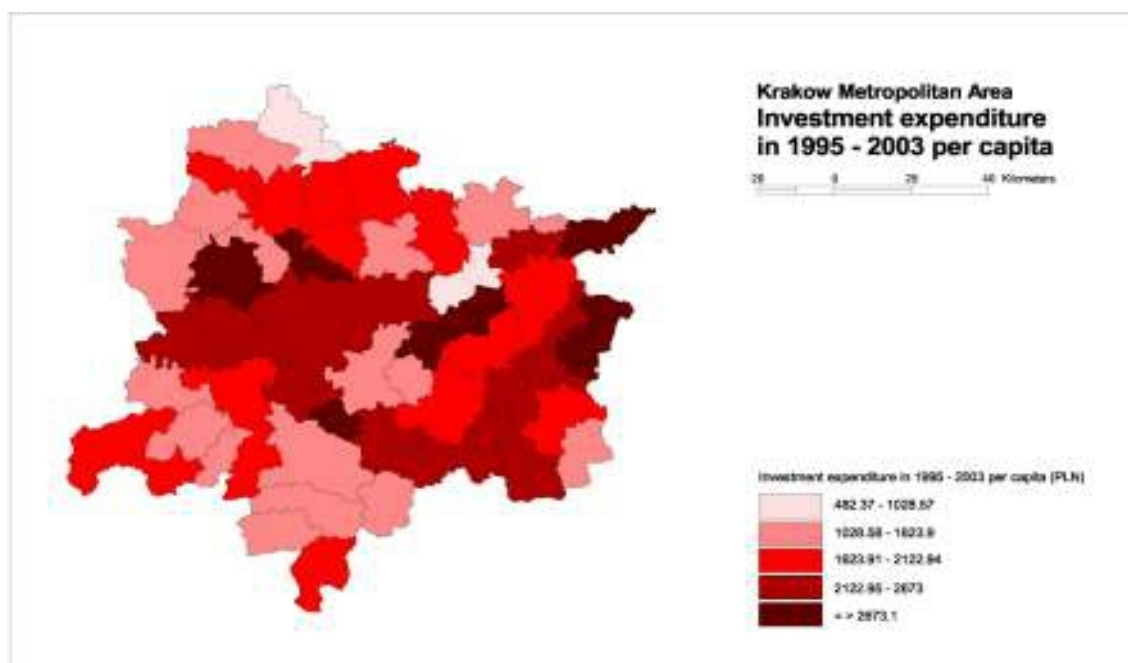 Krakow Metropolitan Area
Investment expenditure
in 1995 - 2003 per capita
20 0 20 40 Kilometers
Investment expenditure in 1995 - 2003 per capita (PLN)
482.37 - 1028.57
1028.58 - 1623.9
1623.91 - 2122.94
2122.95 - 2673
= > 2673.1